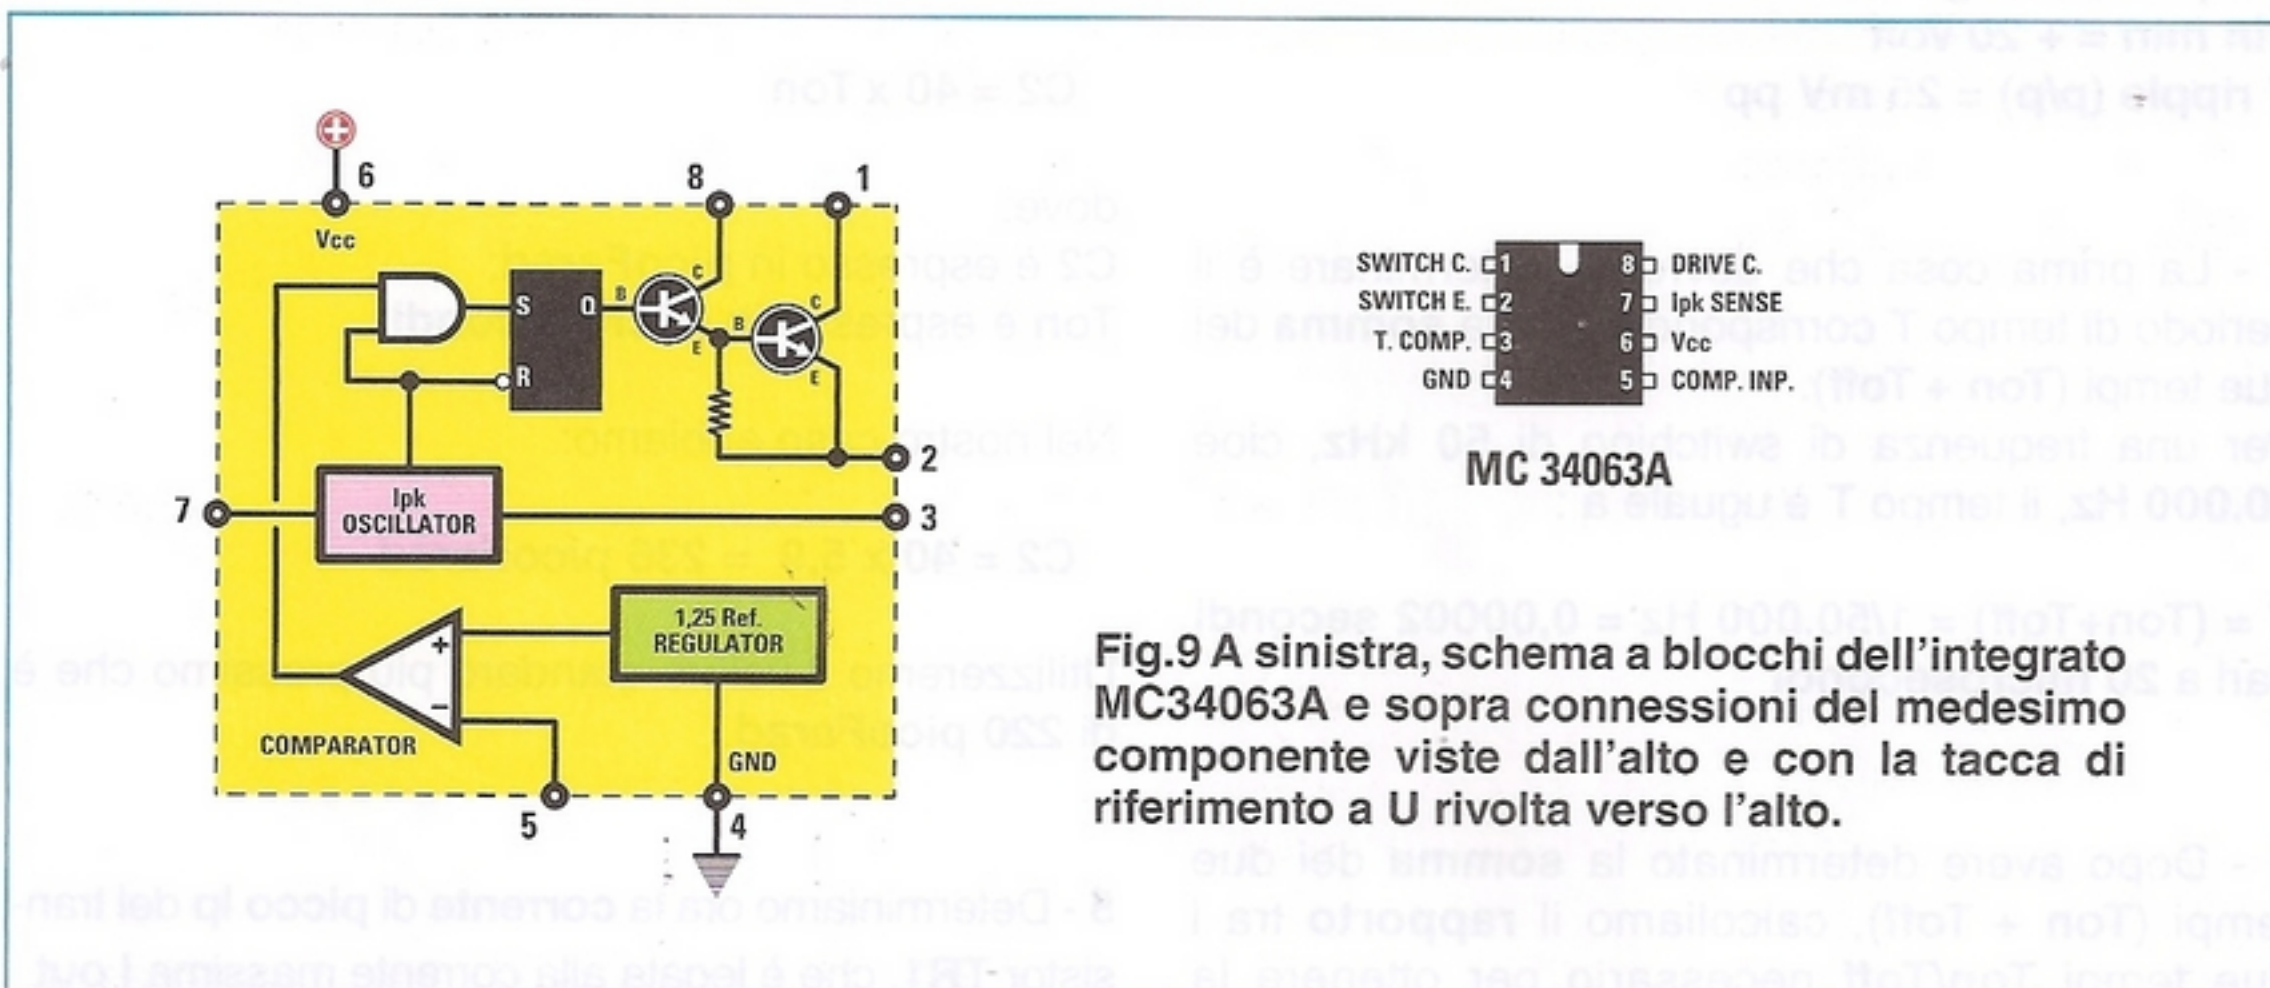 6
8
1
Vcc
C
B
E
C
B
E
S
Q
R
2
7
Ipk
OSCILLATOR
3
1,25 Ref.
REGULATOR
+
−
COMPARATOR
GND
5
4
SWITCH C. 1 8 DRIVE C.
SWITCH E. 2 7 ipk SENSE
T. COMP. 3 6 Vcc
GND 4 5 COMP. INP.
MC 34063A
Fig.9 A sinistra, schema a blocchi dell'integrato
MC34063A e sopra connessioni del medesimo
componente viste dall'alto e con la tacca di
riferimento a U rivolta verso l'alto.